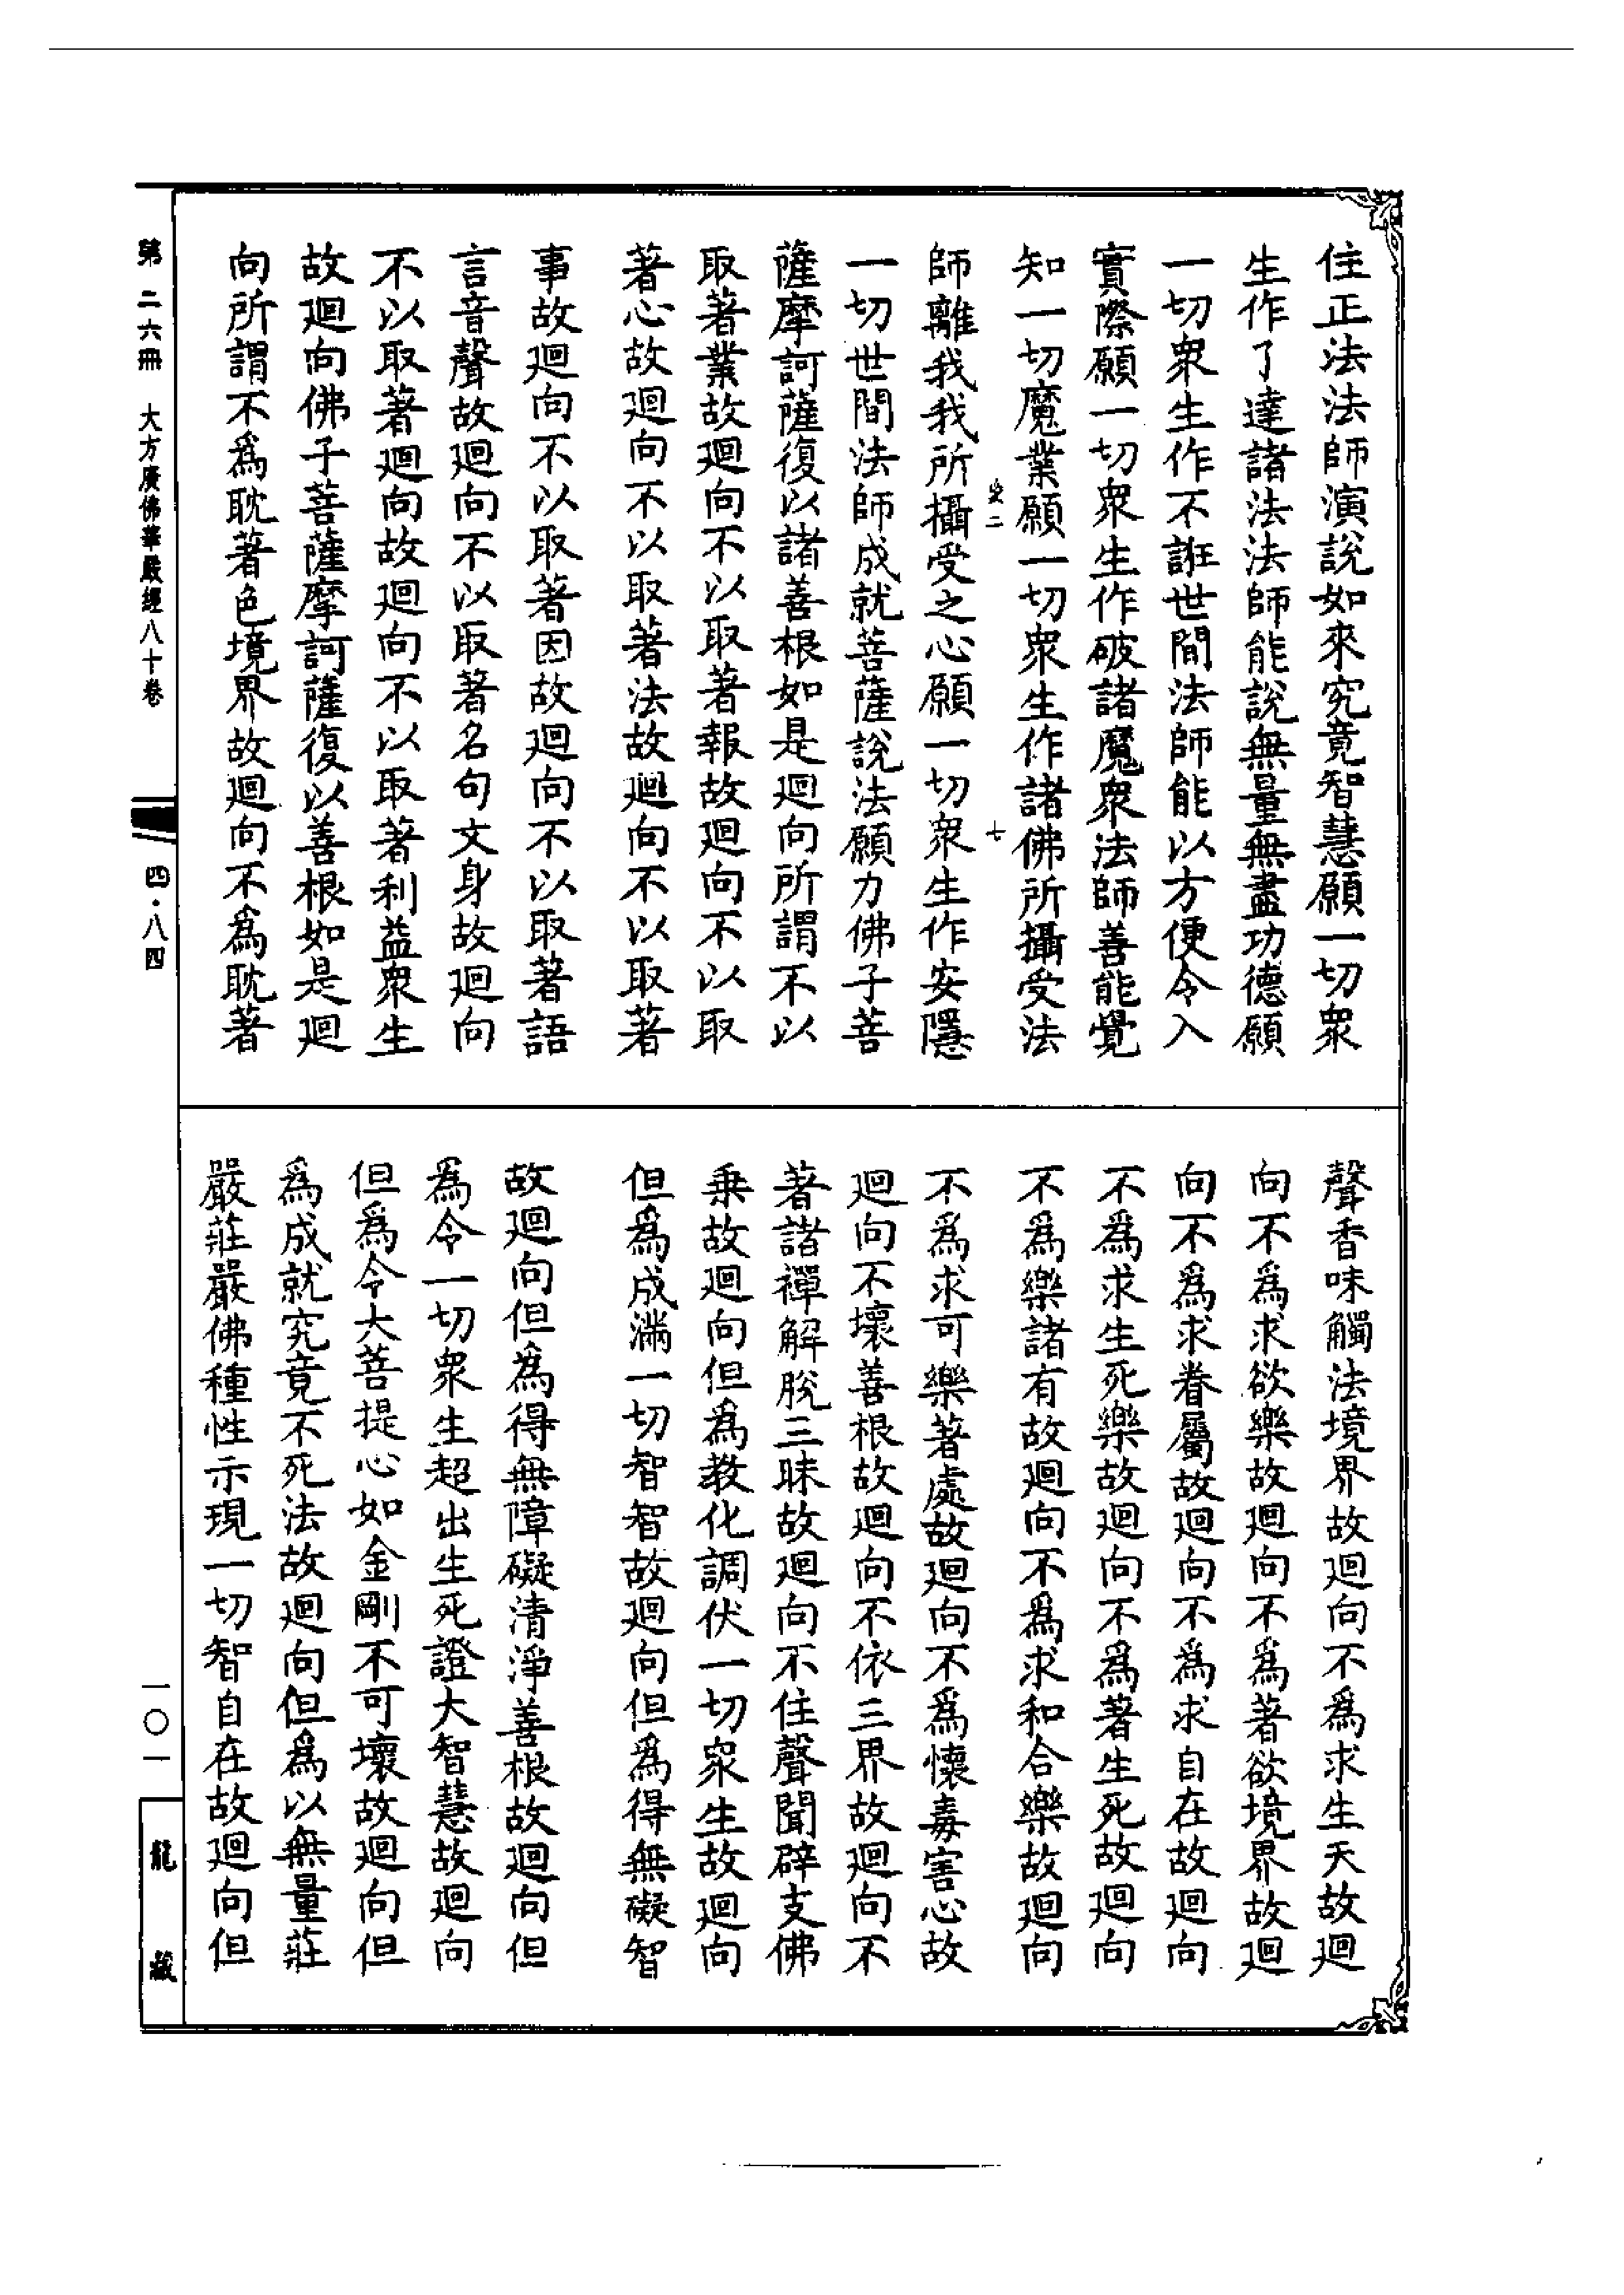 住正法法師演說如來究竟智慧願一切衆
生作了達諸法法師能說無量無盡功德願
一切衆生作不誑世間法師能以方便令入
實際願一切衆生作破諸魔衆法師善能覺
知一切魔業願一切衆生作諸佛所攝受法
二 七
師離我我所攝受之心願一切衆生作安隱
一切世間法師成就菩薩說法願力佛子菩
薩摩訶薩復以諸善根如是迴向所謂不以
取著業故迴向不以取著報故迴向不以取
著心故迴向不以取著法故迴向不以取著
事故迴向不以取著因故迴向不以取著語
言音聲故迴向不以取著名句文身故迴向
不以取著迴向故迴向不以取著利益衆生
故迴向佛子菩薩摩訶薩復以善根如是迴
向所謂不爲耽著色境界故迴向不爲耽著
聲香味觸法境界故迴向不爲求生天故迴
向不爲求欲樂故迴向不爲著欲境界故迴
向不爲求眷屬故迴向不爲求自在故迴向
不爲求生死樂故迴向不爲著生死故迴向
不爲樂諸有故迴向不爲求和合樂故迴向
不爲求可樂著處故迴向不爲懷毒害心故
迴向不壞善根故迴向不依三界故迴向不
著諸禪解脫三昧故迴向不住聲聞辟支佛
乗故迴向但爲教化調伏一切衆生故迴向
但爲成滿一切智智故迴向但爲得無礙智
故迴向但爲得無障礙清淨善根故迴向但
爲令一切衆生超出生死證大智慧故迴向
但爲令大菩提心如金剛不可壞故迴向但
爲成就究竟不死法故迴向但爲以無量莊
嚴莊嚴佛種性示現一切智自在故迴向但
第二六冊 大方廣佛華嚴經八十卷 四·八四
一〇一
龍藏